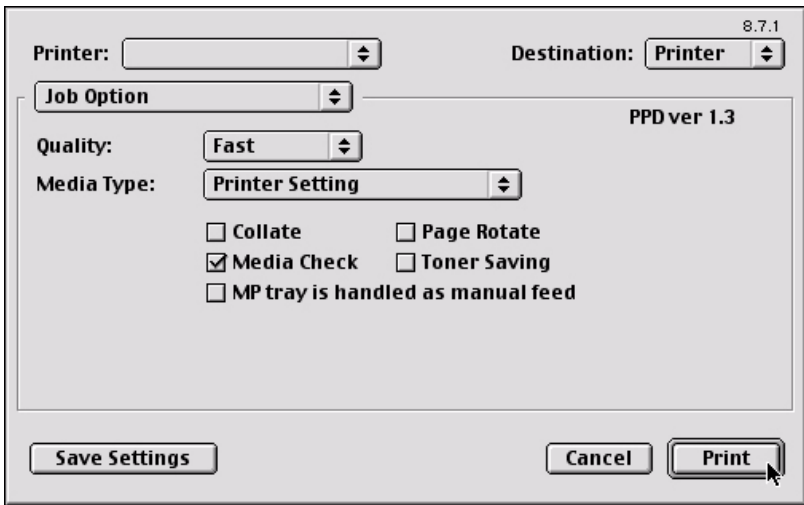 8.7.1
Printer: Destination: Printer
Job Option
PPD ver 1.3
Quality: Fast
Media Type: Printer Setting
Collate Page Rotate
Media Check Toner Saving
MP tray is handled as manual feed
Save Settings Cancel Print